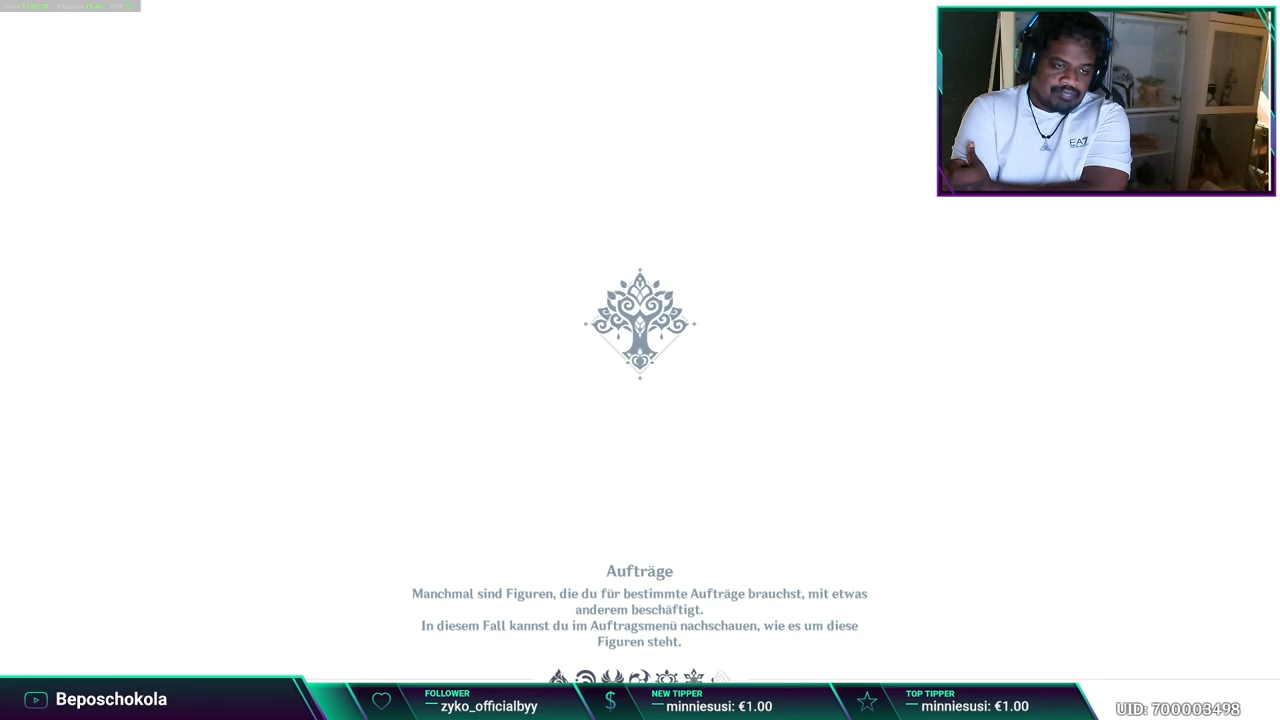 EA7
Aufträge
Manchmal sind Figuren, die du für bestimmte Aufträge brauchst, mit etwas
anderem beschäftigt.
In diesem Fall kannst du im Auftragsmenü nachschauen, wie es um diese
Figuren steht.
Beposchokola
FOLLOWER
zyko_officialbyy
NEW TIPPER
minniesusi: €1.00
TOP TIPPER
minniesusi: €1.00
UID: 700003498